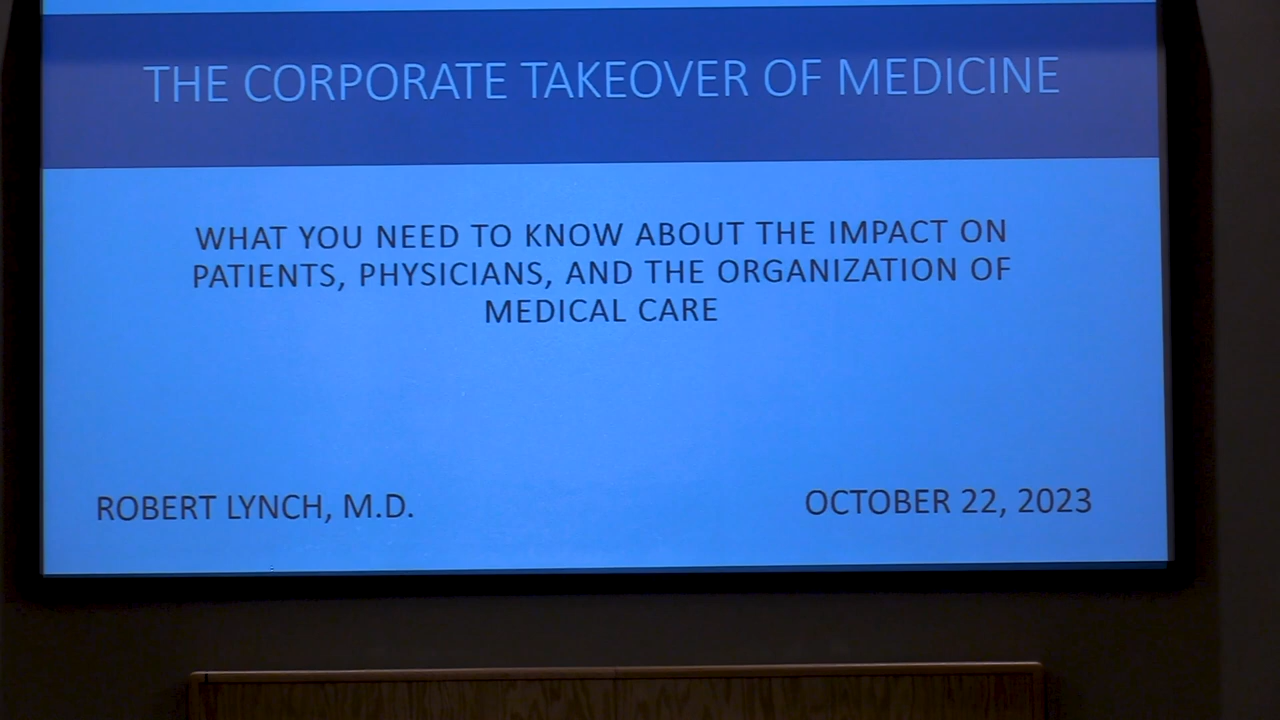 THE CORPORATE TAKEOVER OF MEDICINE
WHAT YOU NEED TO KNOW ABOUT THE IMPACT ON
PATIENTS, PHYSICIANS, AND THE ORGANIZATION OF
MEDICAL CARE
ROBERT LYNCH, M.D.
OCTOBER 22, 2023